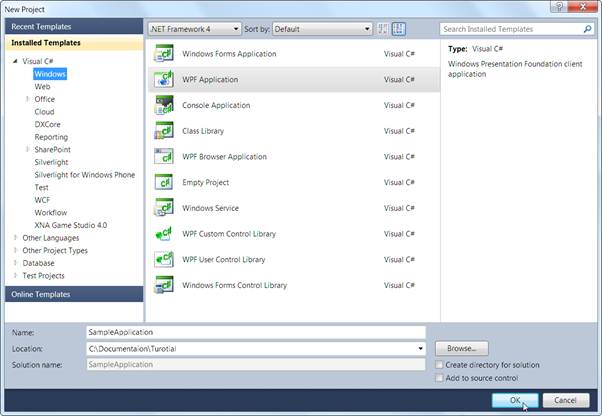 New Project
Recent Templates
.NET Framework 4
Sort by:
Default
Search Installed Templates
Installed Templates
Visual C#
Windows
Web
Office
Cloud
DXCore
Reporting
SharePoint
Silverlight
Silverlight for Windows Phone
Test
WCF
Workflow
XNA Game Studio 4.0
Other Languages
Other Project Types
Database
Test Projects
Online Templates
Windows Forms Application Visual C#
WPF Application Visual C#
Console Application Visual C#
Class Library Visual C#
WPF Browser Application Visual C#
Empty Project Visual C#
Windows Service Visual C#
WPF Custom Control Library Visual C#
WPF User Control Library Visual C#
Windows Forms Control Library Visual C#
Type: Visual C#
Windows Presentation Foundation client
application
Name: SampleApplication
Location: C:\Documentaion\Turotial
Browse...
Solution name: SampleApplication
Create directory for solution
Add to source control
OK
Cancel